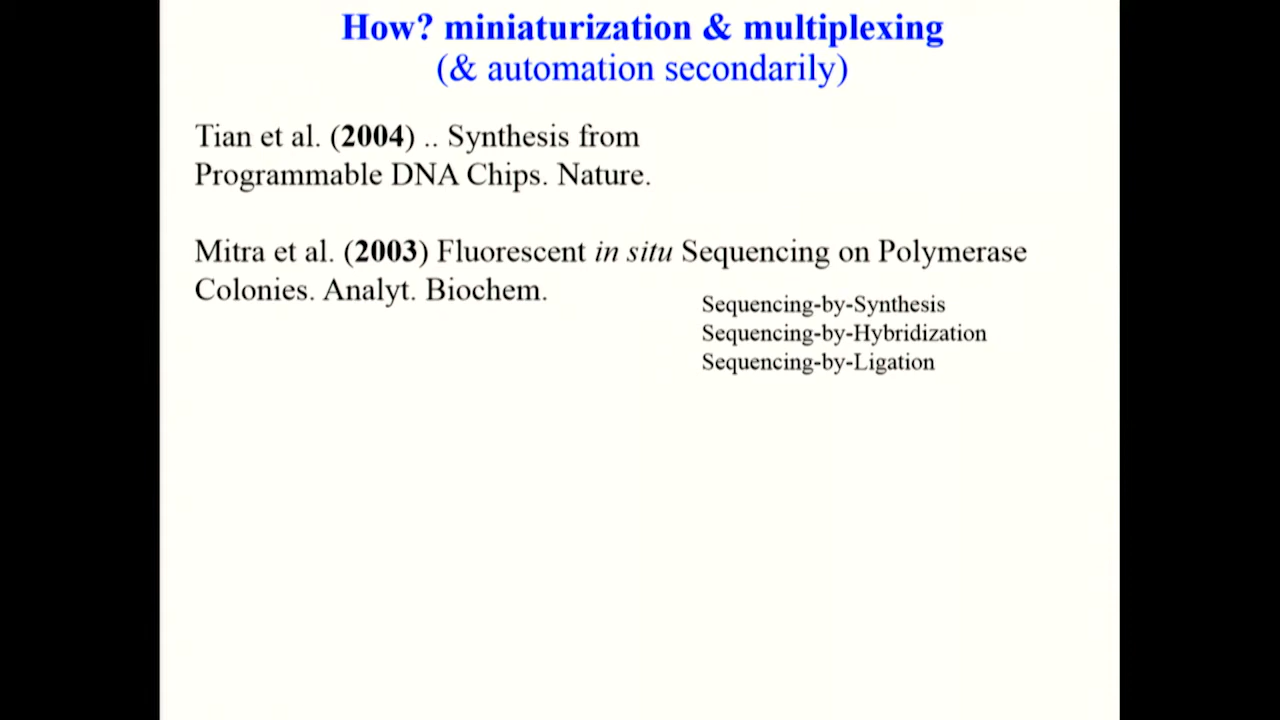 How? miniaturization & multiplexing
(& automation secondarily)
Tian et al. (2004) .. Synthesis from
Programmable DNA Chips. Nature.
Mitra et al. (2003) Fluorescent in situ Sequencing on Polymerase
Colonies. Analyt. Biochem.
Sequencing-by-Synthesis
Sequencing-by-Hybridization
Sequencing-by-Ligation